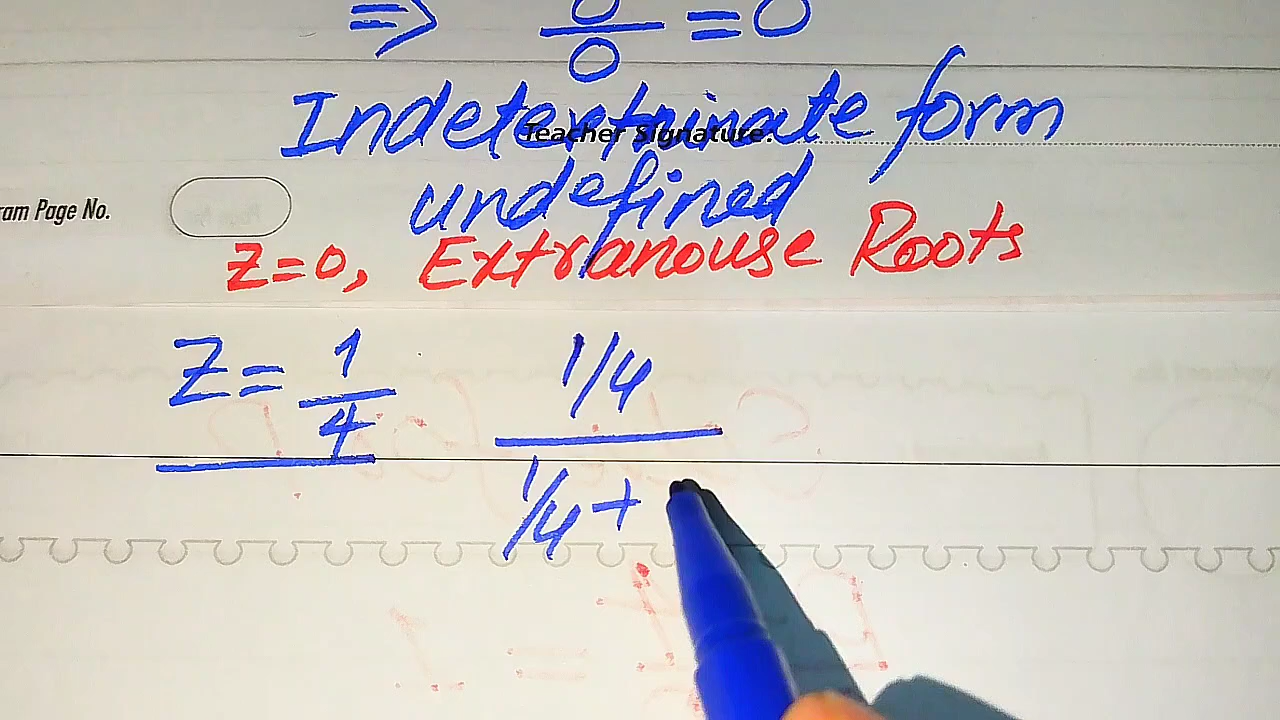 ⇒ 0/0 = 0
Indeterminate form
Teacher Signature:
undefined
ram Page No.
Z=0, Extranouse Roots
Z = 1/4
1/4
1/4 +